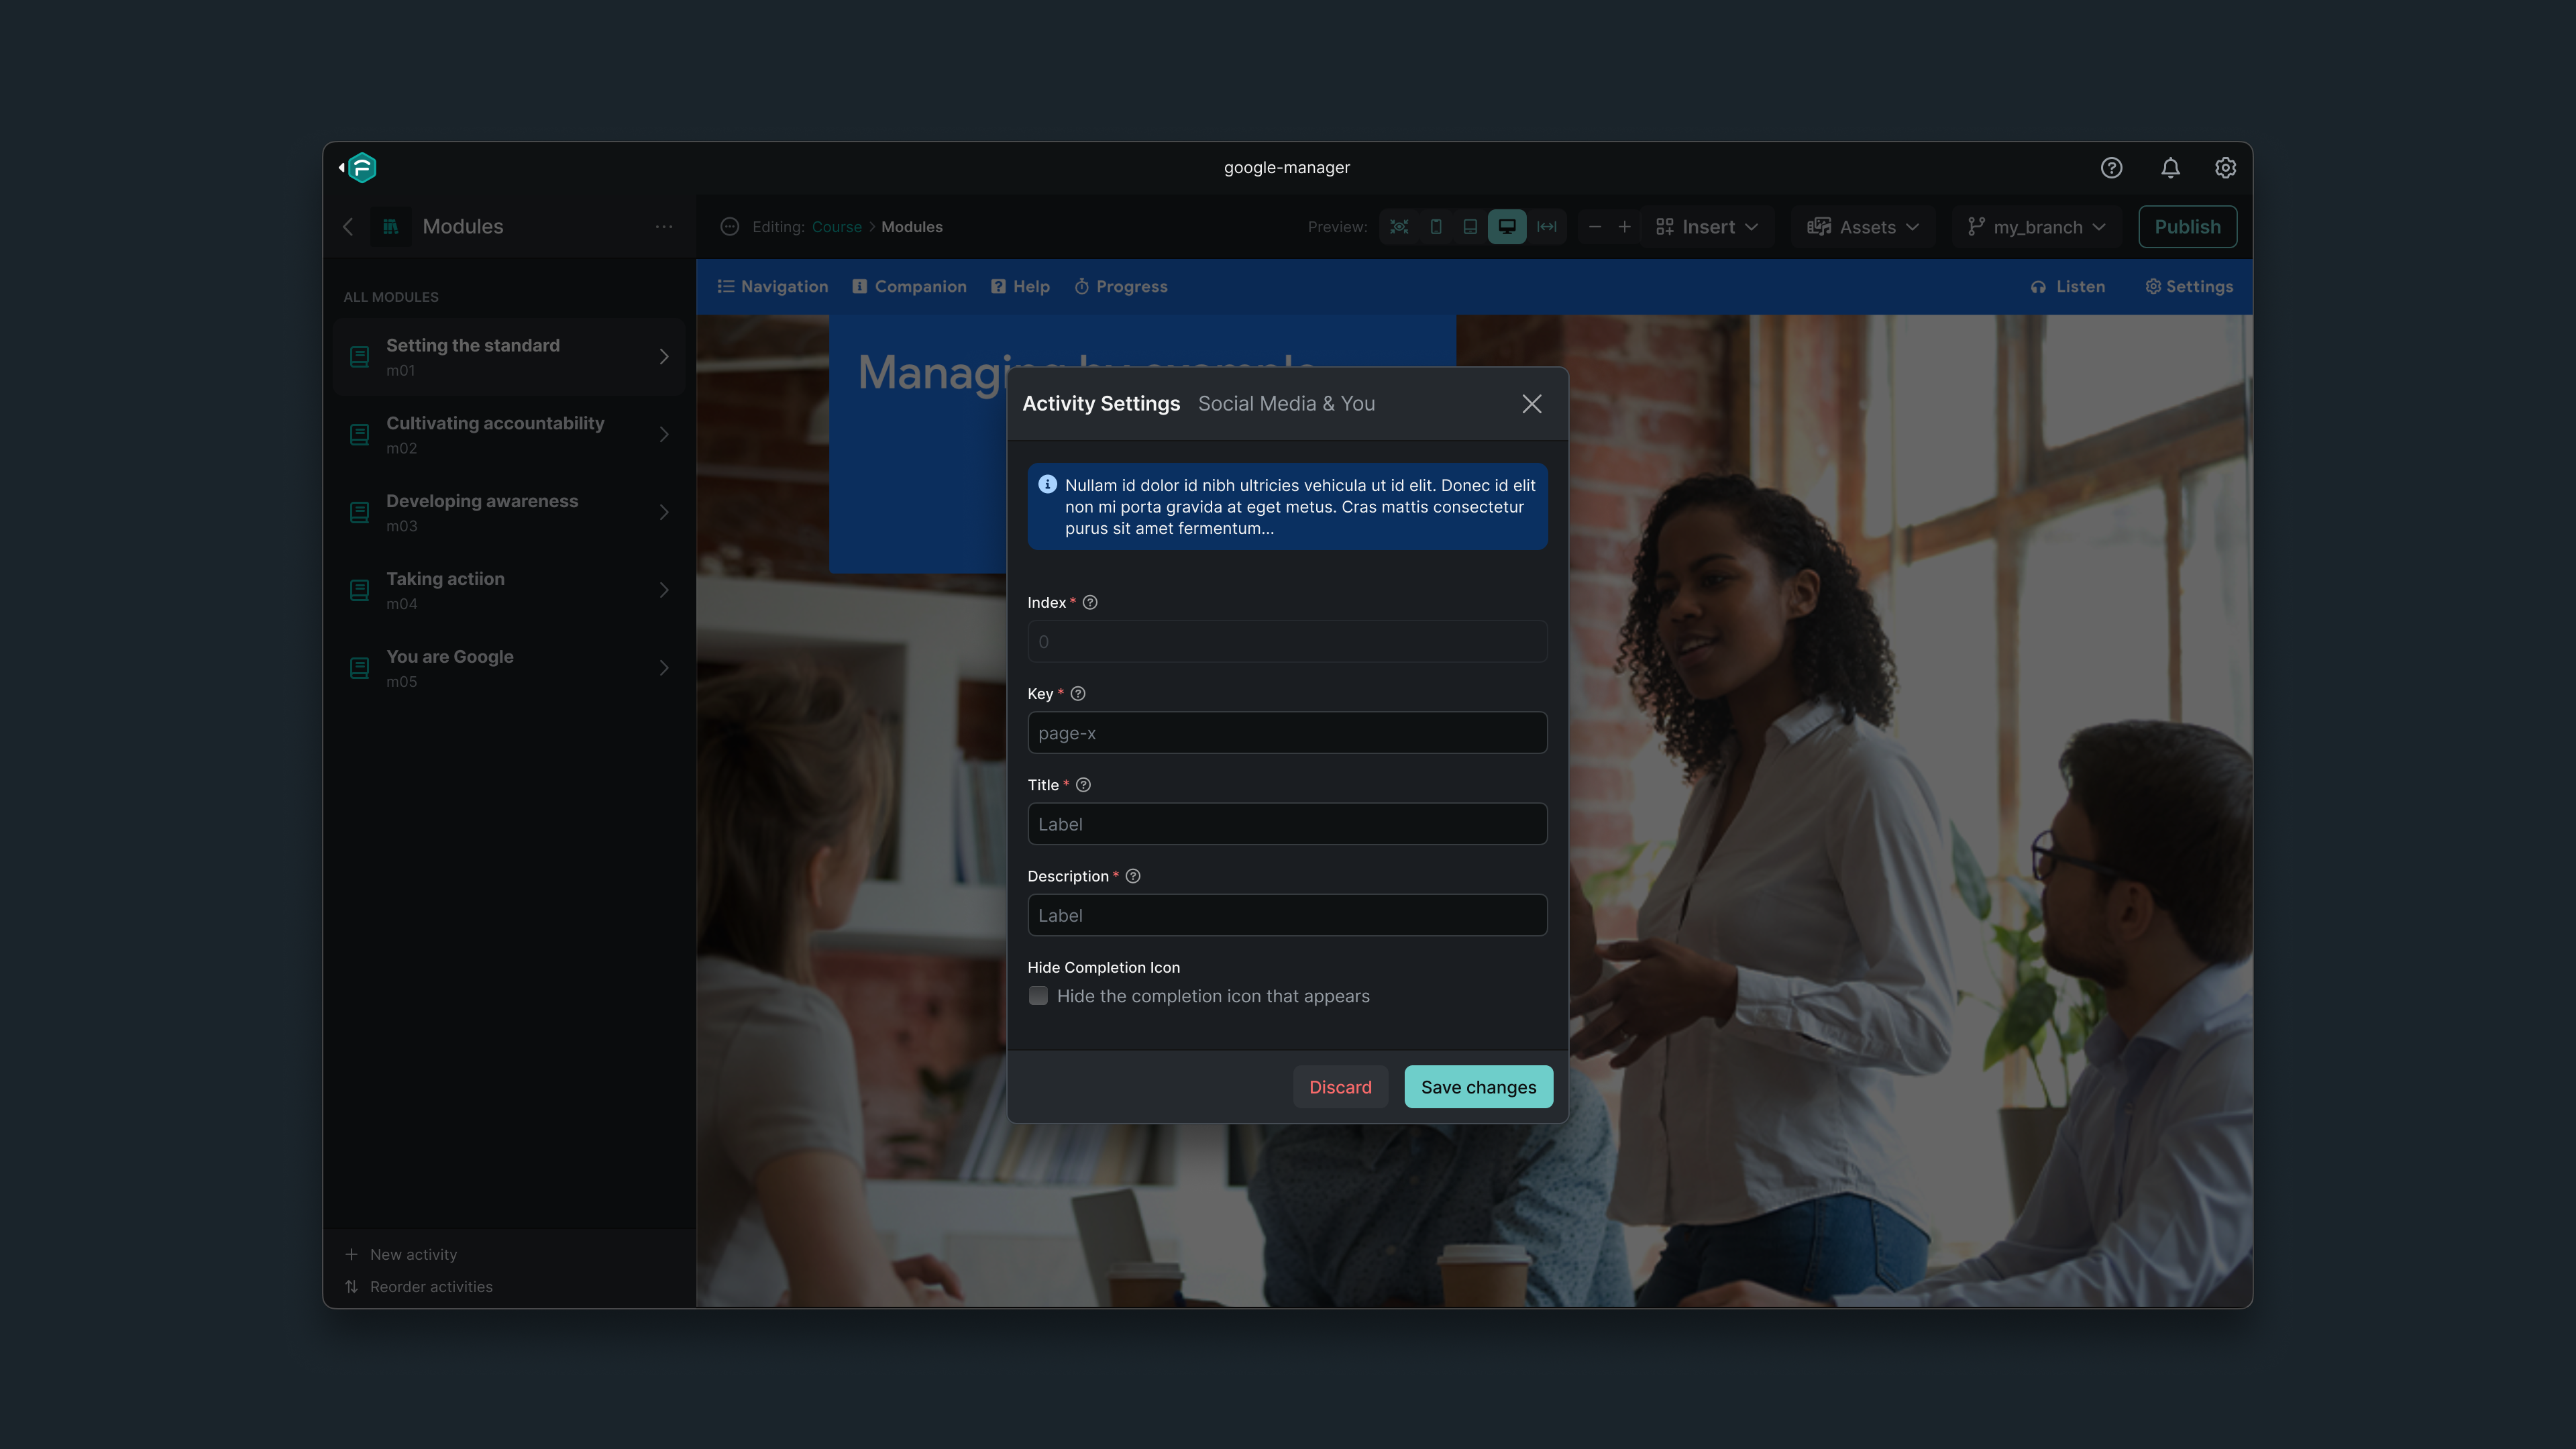 google-manager
Modules
Editing: Course > Modules
Preview:
Insert
Assets
my_branch
Publish
ALL MODULES
Setting the standard
m01
Cultivating accountability
m02
Developing awareness
m03
Taking actiion
m04
You are Google
m05
New activity
Reorder activities
Navigation
Companion
Help
Progress
Listen
Settings
Managing by example
Activity Settings Social Media & You
Nullam id dolor id nibh ultricies vehicula ut id elit. Donec id elit
non mi porta gravida at eget metus. Cras mattis consectetur
purus sit amet fermentum...
Index *
0
Key *
page-x
Title *
Label
Description *
Label
Hide Completion Icon
Hide the completion icon that appears
Discard
Save changes